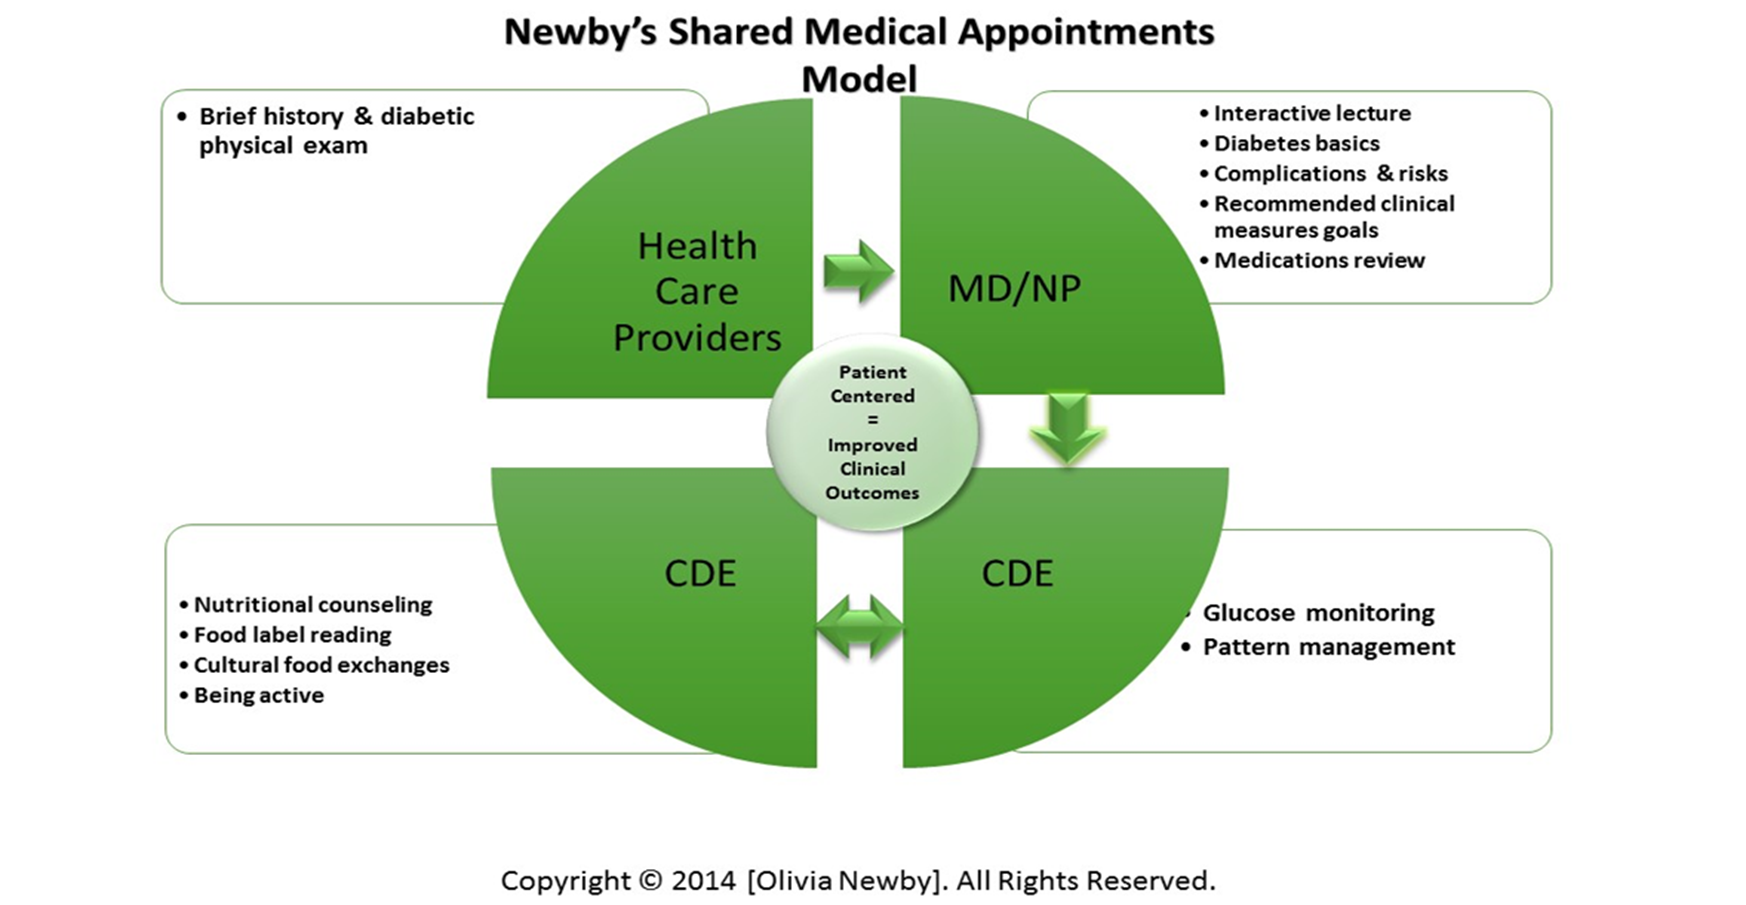 Newby’s Shared Medical Appointments
Model
• Brief history & diabetic
physical exam
• Interactive lecture
• Diabetes basics
• Complications & risks
• Recommended clinical
measures goals
• Medications review
Health
Care
Providers
MD/NP
Patient
Centered
=
Improved
Clinical
Outcomes
CDE
CDE
• Nutritional counseling
• Food label reading
• Cultural food exchanges
• Being active
• Glucose monitoring
• Pattern management
Copyright © 2014 [Olivia Newby]. All Rights Reserved.